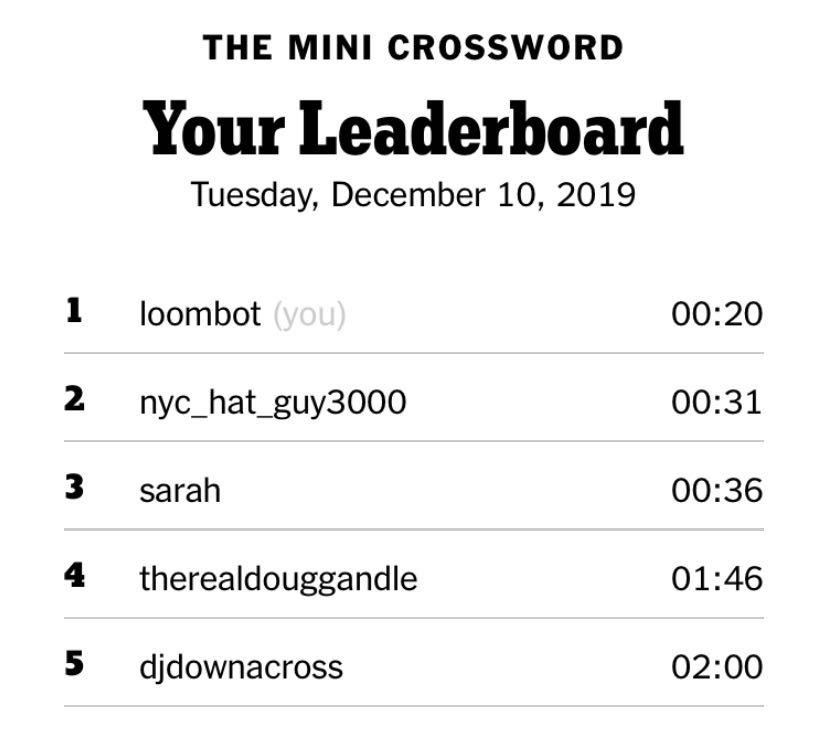 THE MINI CROSSWORD
Your Leaderboard
Tuesday, December 10, 2019
1 loombot (you) 00:20
2 nyc_hat_guy3000 00:31
3 sarah 00:36
4 therealdouggandle 01:46
5 djdownacross 02:00